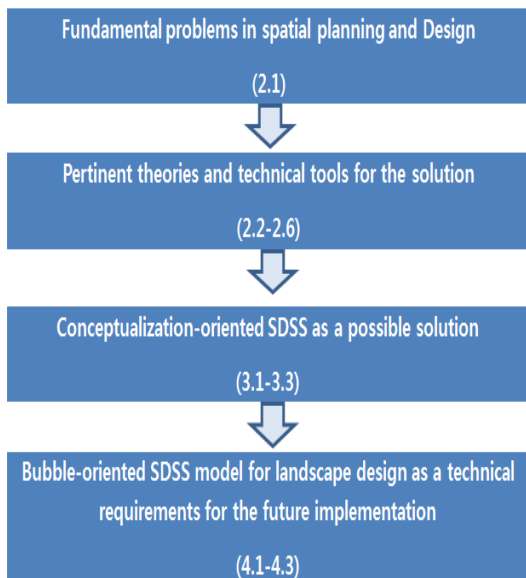 Fundamental problems in spatial planning and Design
(2.1)
Pertinent theories and technical tools for the solution
(2.2-2.6)
Conceptualization-oriented SDSS as a possible solution
(3.1-3.3)
Bubble-oriented SDSS model for landscape design as a technical
requirements for the future implementation
(4.1-4.3)